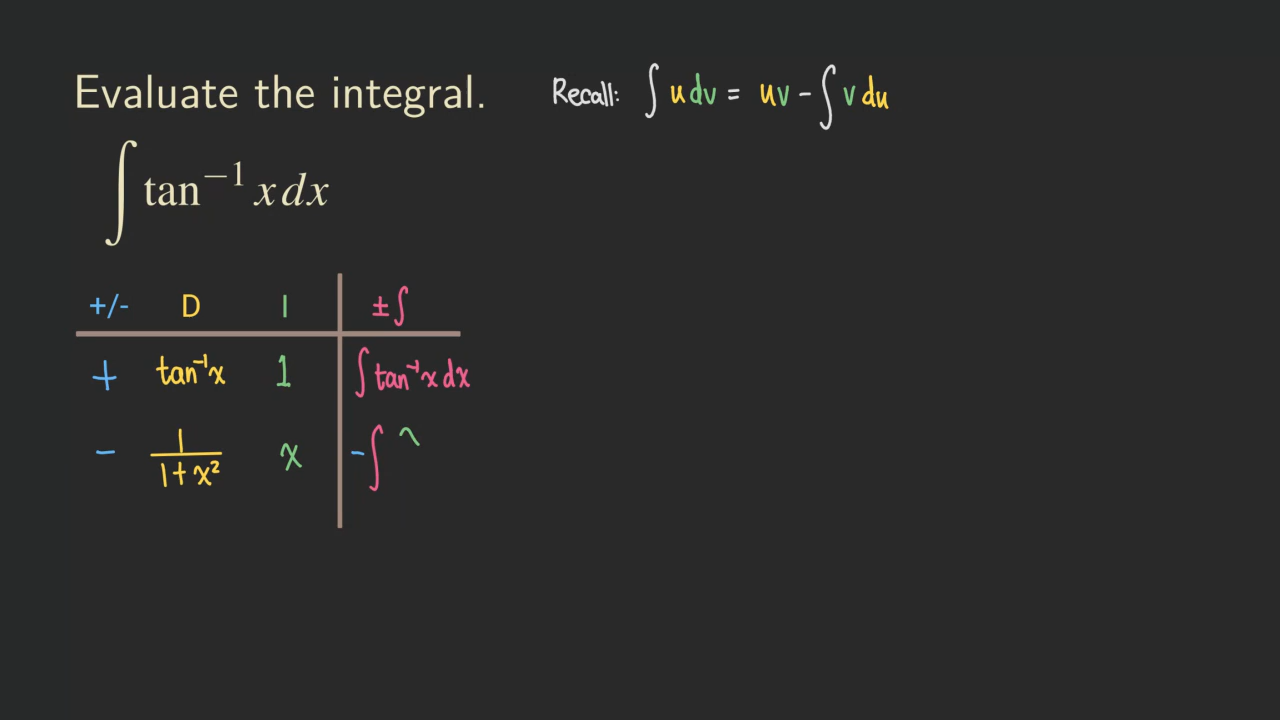 Evaluate the integral. Recall: ∫ u dv = uv - ∫ v du
∫ tan⁻¹ x dx
+/- D I ±∫
+ tan⁻¹x 1 ∫ tan⁻¹x dx
- 1/(1+x²) x -∫